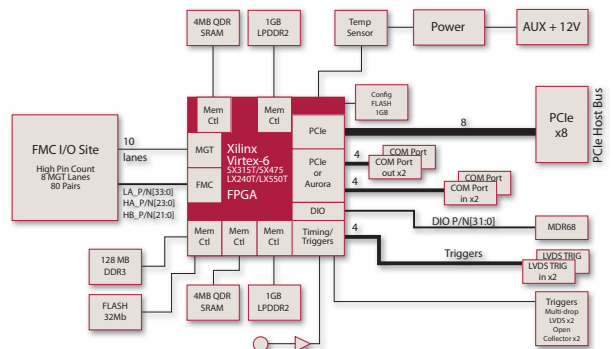 4MB QDR
SRAM
1GB
LPDDR2
Temp
Sensor
Power
AUX + 12V
Config
FLASH
1GB
Mem
Ctl
Mem
Ctl
PCIe
8
PCIe
x8
PCIe Host Bus
FMC I/O Site
High Pin Count
8 MGT Lanes
80 Pairs
10
lanes
MGT
Xilinx
Virtex-6
SX315T/SX475
LX240T/LX550T
FPGA
PCIe
or
Aurora
4
COM Port
COM Port
out x2
4
COM Port
COM Port
in x2
FMC
LA_P/N[33:0]
HA_P/N[23:0]
HB_P/N[21:0]
DIO
DIO P/N[31:0]
MDR68
Mem
Ctl
Mem
Ctl
Mem
Ctl
Timing/
Triggers
4
Triggers
LVDS TRIG
LVDS TRIG
in x2
128 MB
DDR3
FLASH
32Mb
4MB QDR
SRAM
1GB
LPDDR2
Triggers
Multi-drop
LVDS x2
Open
Collector x2